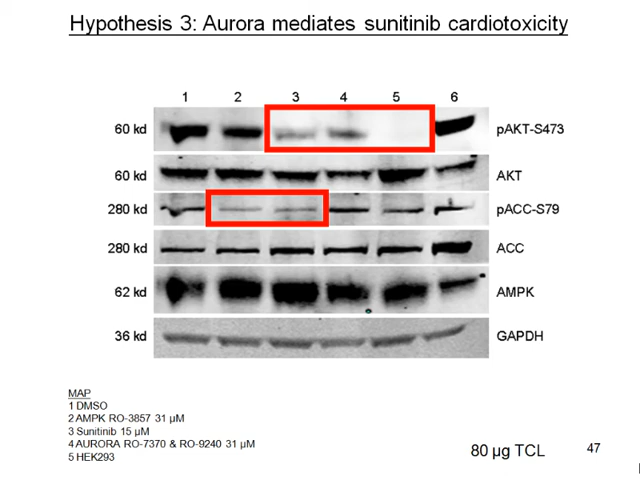 Hypothesis 3: Aurora mediates sunitinib cardiotoxicity
1 2 3 4 5 6
60 kd pAKT-S473
60 kd AKT
280 kd pACC-S79
280 kd ACC
62 kd AMPK
36 kd GAPDH
MAP
1 DMSO
2 AMPK RO-3857 31 µM
3 Sunitinib 15 µM
4 AURORA RO-7370 & RO-9240 31 µM
5 HEK293
80 µg TCL
47